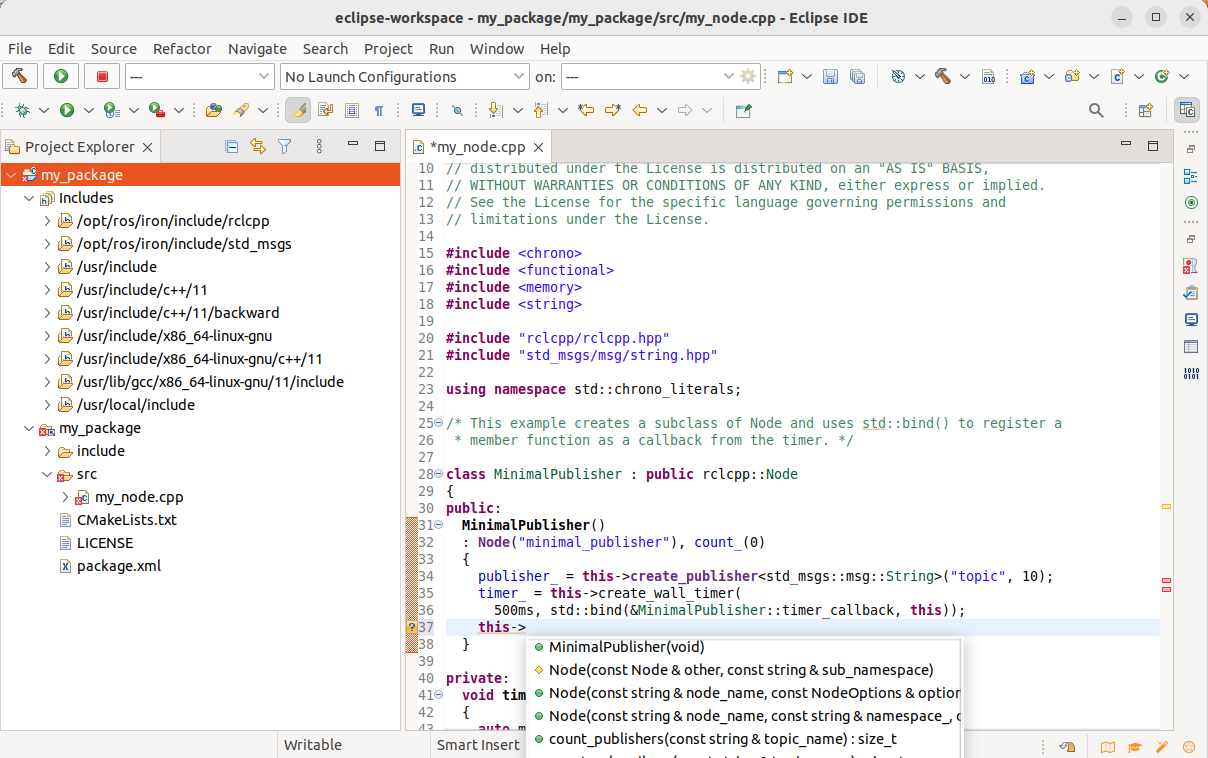 eclipse-workspace - my_package/my_package/src/my_node.cpp - Eclipse IDE
File Edit Source Refactor Navigate Search Project Run Window Help
--- No Launch Configurations on: ---
Project Explorer
my_package
Includes
/opt/ros/iron/include/rclcpp
/opt/ros/iron/include/std_msgs
/usr/include
/usr/include/c++/11
/usr/include/c++/11/backward
/usr/include/x86_64-linux-gnu
/usr/include/x86_64-linux-gnu/c++/11
/usr/lib/gcc/x86_64-linux-gnu/11/include
/usr/local/include
my_package
include
src
my_node.cpp
CMakeLists.txt
LICENSE
package.xml
*my_node.cpp
10 // distributed under the License is distributed on an "AS IS" BASIS,
11 // WITHOUT WARRANTIES OR CONDITIONS OF ANY KIND, either express or implied.
12 // See the License for the specific language governing permissions and
13 // limitations under the License.
14
15 #include <chrono>
16 #include <functional>
17 #include <memory>
18 #include <string>
19
20 #include "rclcpp/rclcpp.hpp"
21 #include "std_msgs/msg/string.hpp"
22
23 using namespace std::chrono_literals;
24
25 /* This example creates a subclass of Node and uses std::bind() to register a
26 * member function as a callback from the timer. */
27
28 class MinimalPublisher : public rclcpp::Node
29 {
30 public:
31 MinimalPublisher()
32 : Node("minimal_publisher"), count_(0)
33 {
34 publisher_ = this->create_publisher<std_msgs::msg::String>("topic", 10);
35 timer_ = this->create_wall_timer(
36 500ms, std::bind(&MinimalPublisher::timer_callback, this));
37 this->
38 }
39
40 private:
41 void tim
42 {
43 auto m
MinimalPublisher(void)
Node(const Node & other, const string & sub_namespace)
Node(const string & node_name, const NodeOptions & option
Node(const string & node_name, const string & namespace_, c
count_publishers(const string & topic_name) : size_t
Writable
Smart Insert